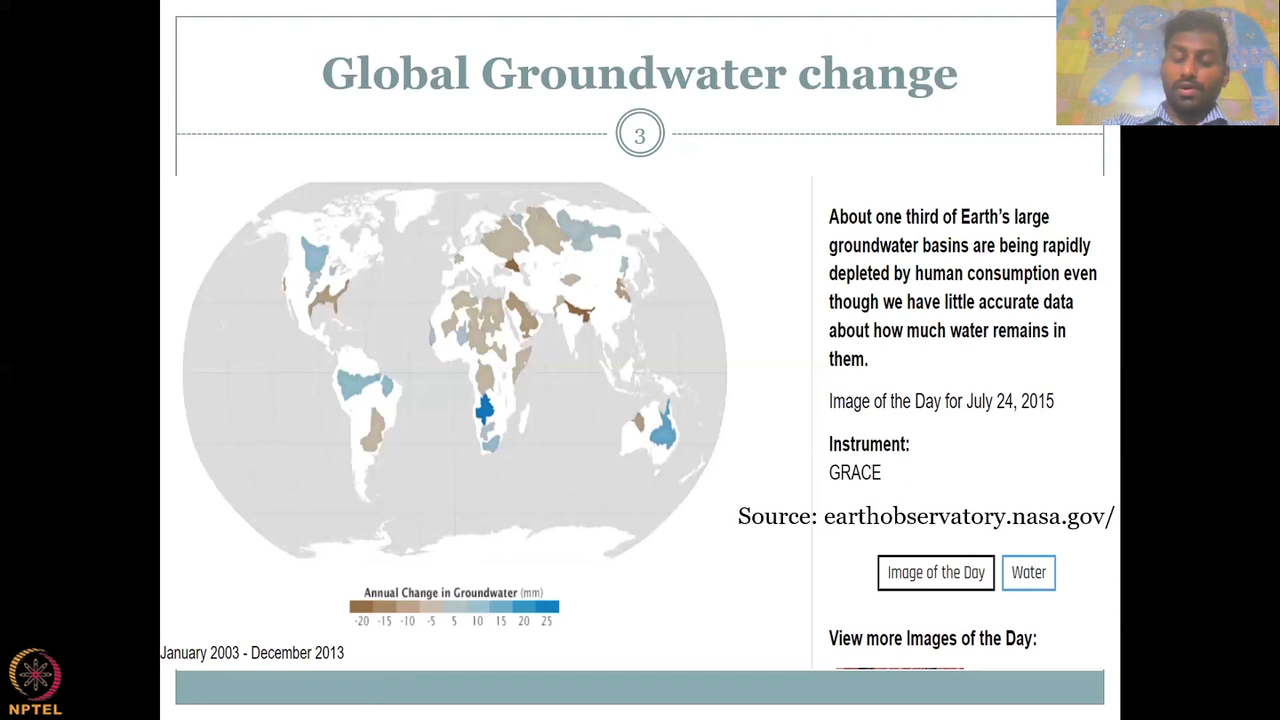 Global Groundwater change
3
About one third of Earth's large
groundwater basins are being rapidly
depleted by human consumption even
though we have little accurate data
about how much water remains in
them.
Image of the Day for July 24, 2015
Instrument:
GRACE
Source: earthobservatory.nasa.gov/
Image of the Day
Water
View more Images of the Day:
Annual Change in Groundwater (mm)
-20 -15 -10 -5 5 10 15 20 25
January 2003 - December 2013
NPTEL